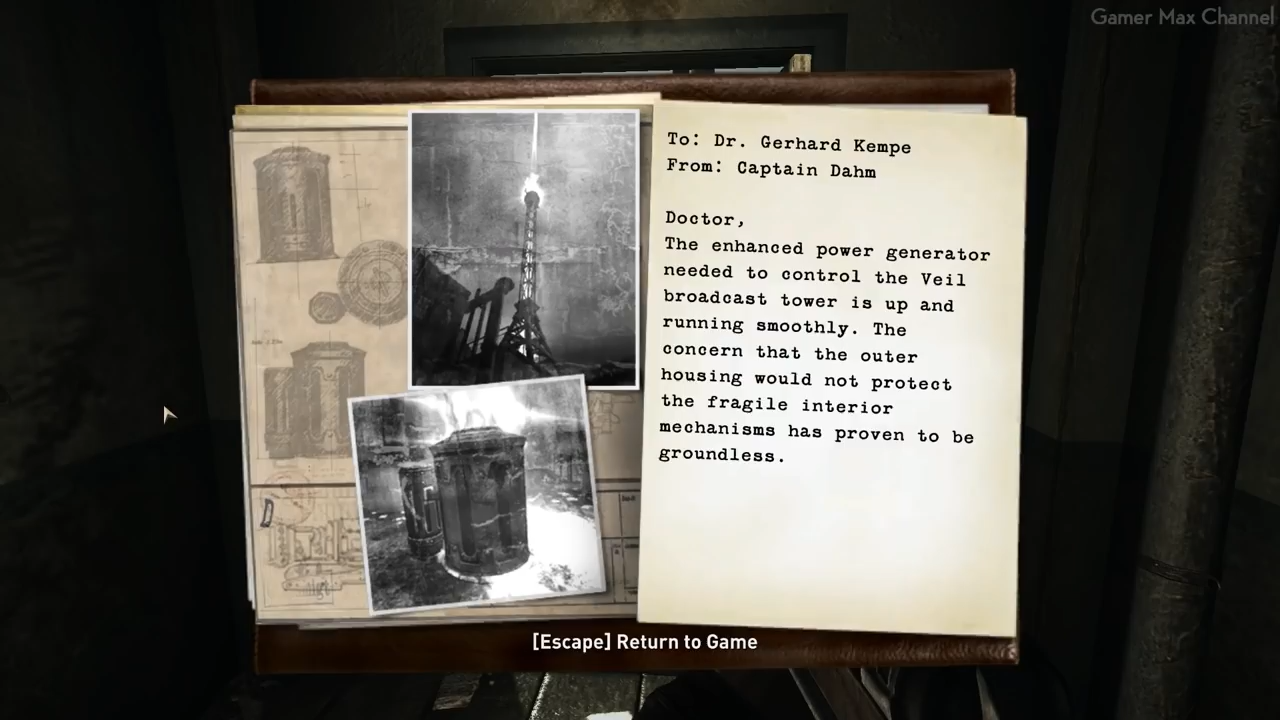 Gamer Max Channel
To: Dr. Gerhard Kempe
From: Captain Dahm
Doctor,
The enhanced power generator
needed to control the Veil
broadcast tower is up and
running smoothly. The
concern that the outer
housing would not protect
the fragile interior
mechanisms has proven to be
groundless.
[Escape] Return to Game